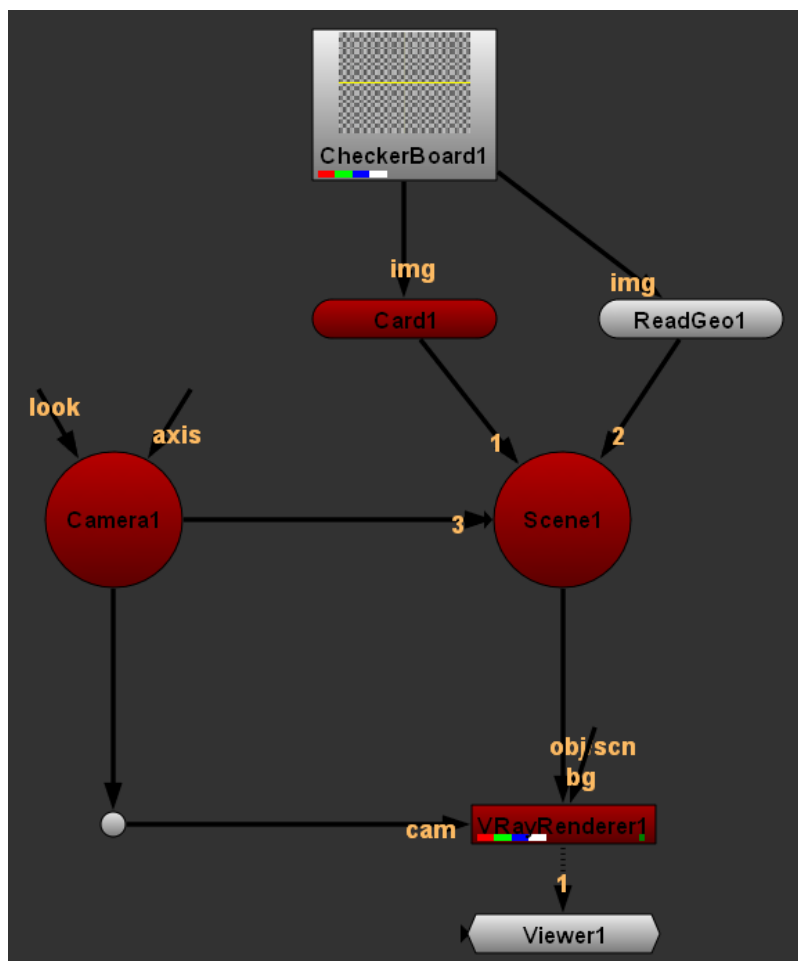 CheckerBoard1
img
img
Card1
ReadGeo1
look
axis
1
2
Camera1
3
Scene1
obj/scn
bg
cam
VRayRenderer1
1
Viewer1